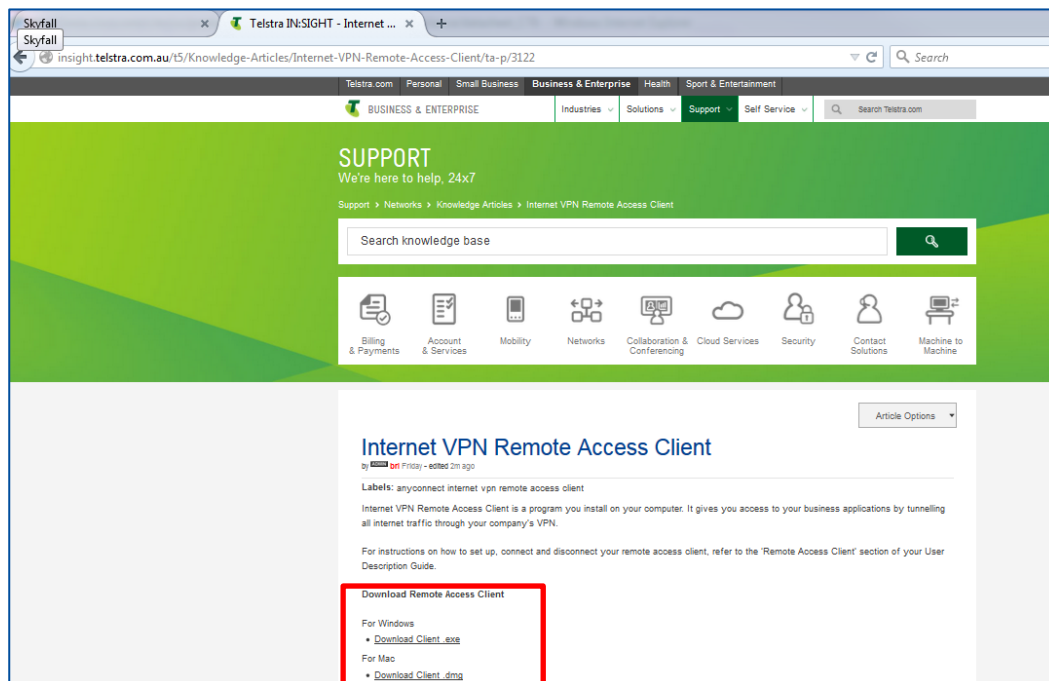 Skyfall
Telstra IN:SIGHT - Internet ...
Skyfall
insight.telstra.com.au/t5/Knowledge-Articles/Internet-VPN-Remote-Access-Client/ta-p/3122
Search
Telstra.com Personal Small Business Business & Enterprise Health Sport & Entertainment
BUSINESS & ENTERPRISE Industries Solutions Support Self Service Search Telstra.com
SUPPORT
We're here to help, 24x7
Support > Networks > Knowledge Articles > Internet VPN Remote Access Client
Search knowledge base
Billing & Payments
Account & Services
Mobility
Networks
Collaboration & Conferencing
Cloud Services
Security
Contact Solutions
Machine to Machine
Article Options
Internet VPN Remote Access Client
by bri Friday - edited 2m ago
Labels: anyconnect internet vpn remote access client
Internet VPN Remote Access Client is a program you install on your computer. It gives you access to your business applications by tunnelling
all internet traffic through your company's VPN.
For instructions on how to set up, connect and disconnect your remote access client, refer to the 'Remote Access Client' section of your User
Description Guide.
Download Remote Access Client
For Windows
• Download Client .exe
For Mac
• Download Client .dmg